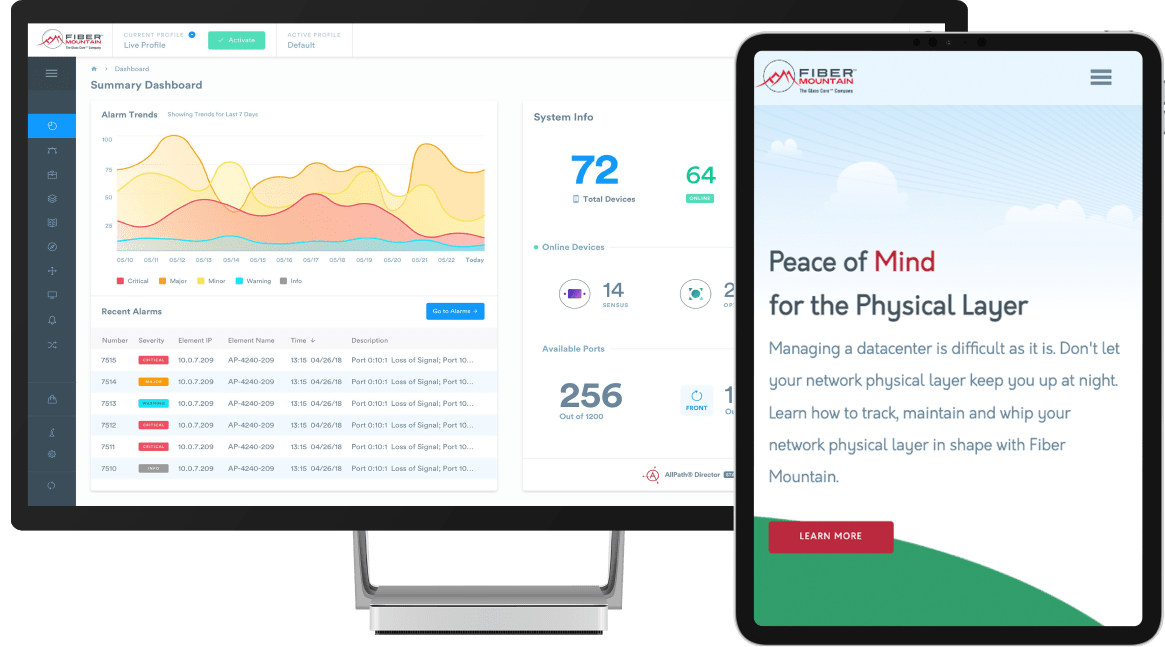 FIBER
MOUNTAIN™
The Glass Core™ Company
CURRENT PROFILE
Live Profile
Activate
ACTIVE PROFILE
Default
Dashboard
Summary Dashboard
Alarm Trends
Showing Trends for Last 7 Days
100
75
50
25
05/10 05/11 05/12 05/13 05/14 05/15 05/16 05/17 05/18 05/19 05/20 05/21 05/22 Today
Critical Major Minor Warning Info
Recent Alarms
Go to Alarms →
Number Severity Element IP Element Name Time ↓ Description
7515 CRITICAL 10.0.7.209 AP-4240-209 13:15 04/26/18 Port 0:10:1 Loss of Signal; Port 10...
7514 MAJOR 10.0.7.209 AP-4240-209 13:15 04/26/18 Port 0:10:1 Loss of Signal; Port 10...
7513 WARNING 10.0.7.209 AP-4240-209 13:15 04/26/18 Port 0:10:1 Loss of Signal; Port 10...
7512 CRITICAL 10.0.7.209 AP-4240-209 13:15 04/26/18 Port 0:10:1 Loss of Signal; Port 10...
7511 CRITICAL 10.0.7.209 AP-4240-209 13:15 04/26/18 Port 0:10:1 Loss of Signal; Port 10...
7510 INFO 10.0.7.209 AP-4240-209 13:15 04/26/18 Port 0:10:1 Loss of Signal; Port 10...
System Info
72
Total Devices
64
ONLINE
Online Devices
14
SENSUS
2
OP
Available Ports
256
Out of 1200
FRONT
1
AllPath® Director
FIBER
MOUNTAIN™
The Glass Core™ Company
Peace of Mind
for the Physical Layer
Managing a datacenter is difficult as it is. Don't let
your network physical layer keep you up at night.
Learn how to track, maintain and whip your
network physical layer in shape with Fiber
Mountain.
LEARN MORE